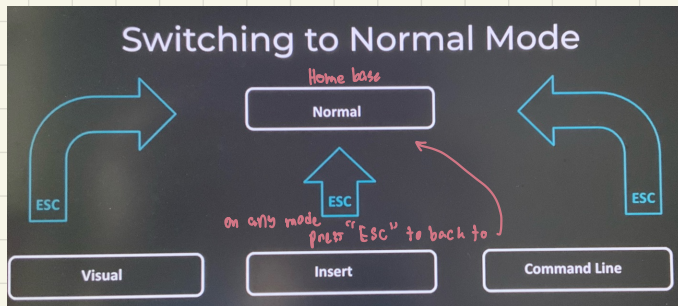 Switching to Normal Mode
Home base
Normal
ESC
ESC
ESC
on any mode
press "ESC" to back to
Visual
Insert
Command Line